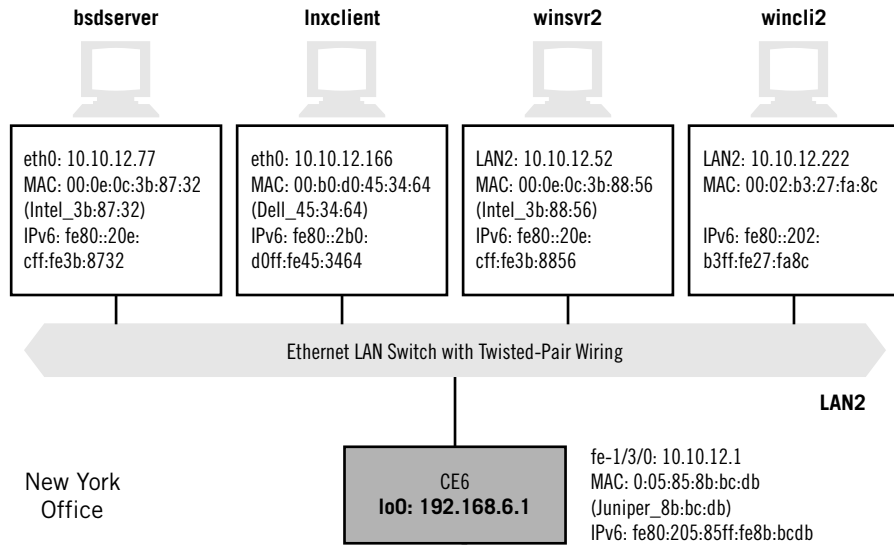 bsdserver
lnxclient
winsvr2
wincli2
eth0: 10.10.12.77
MAC: 00:0e:0c:3b:87:32
(Intel_3b:87:32)
IPv6: fe80::20e:
cff:fe3b:8732
eth0: 10.10.12.166
MAC: 00:b0:d0:45:34:64
(Dell_45:34:64)
IPv6: fe80::2b0:
d0ff:fe45:3464
LAN2: 10.10.12.52
MAC: 00:0e:0c:3b:88:56
(Intel_3b:88:56)
IPv6: fe80::20e:
cff:fe3b:8856
LAN2: 10.10.12.222
MAC: 00:02:b3:27:fa:8c
IPv6: fe80::202:
b3ff:fe27:fa8c
Ethernet LAN Switch with Twisted-Pair Wiring
LAN2
New York
Office
CE6
lo0: 192.168.6.1
fe-1/3/0: 10.10.12.1
MAC: 0:05:85:8b:bc:db
(Juniper_8b:bc:db)
IPv6: fe80:205:85ff:fe8b:bcdb